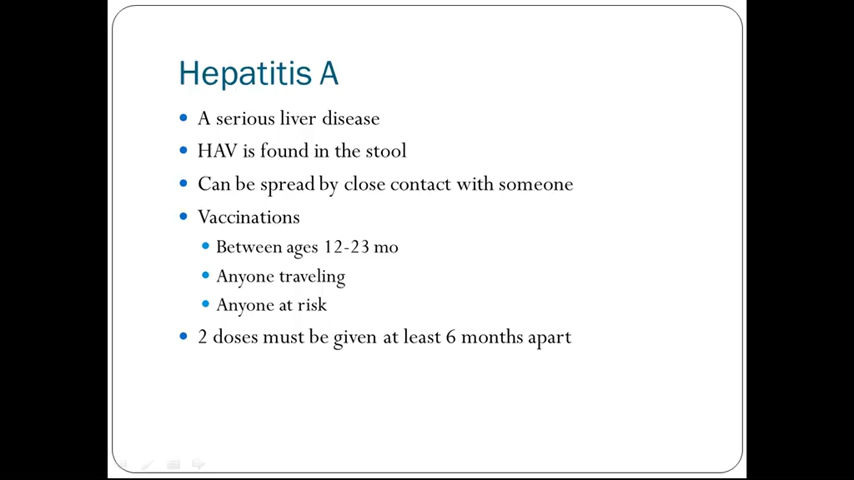 Hepatitis A
A serious liver disease
HAV is found in the stool
Can be spread by close contact with someone
Vaccinations
Between ages 12-23 mo
Anyone traveling
Anyone at risk
2 doses must be given at least 6 months apart